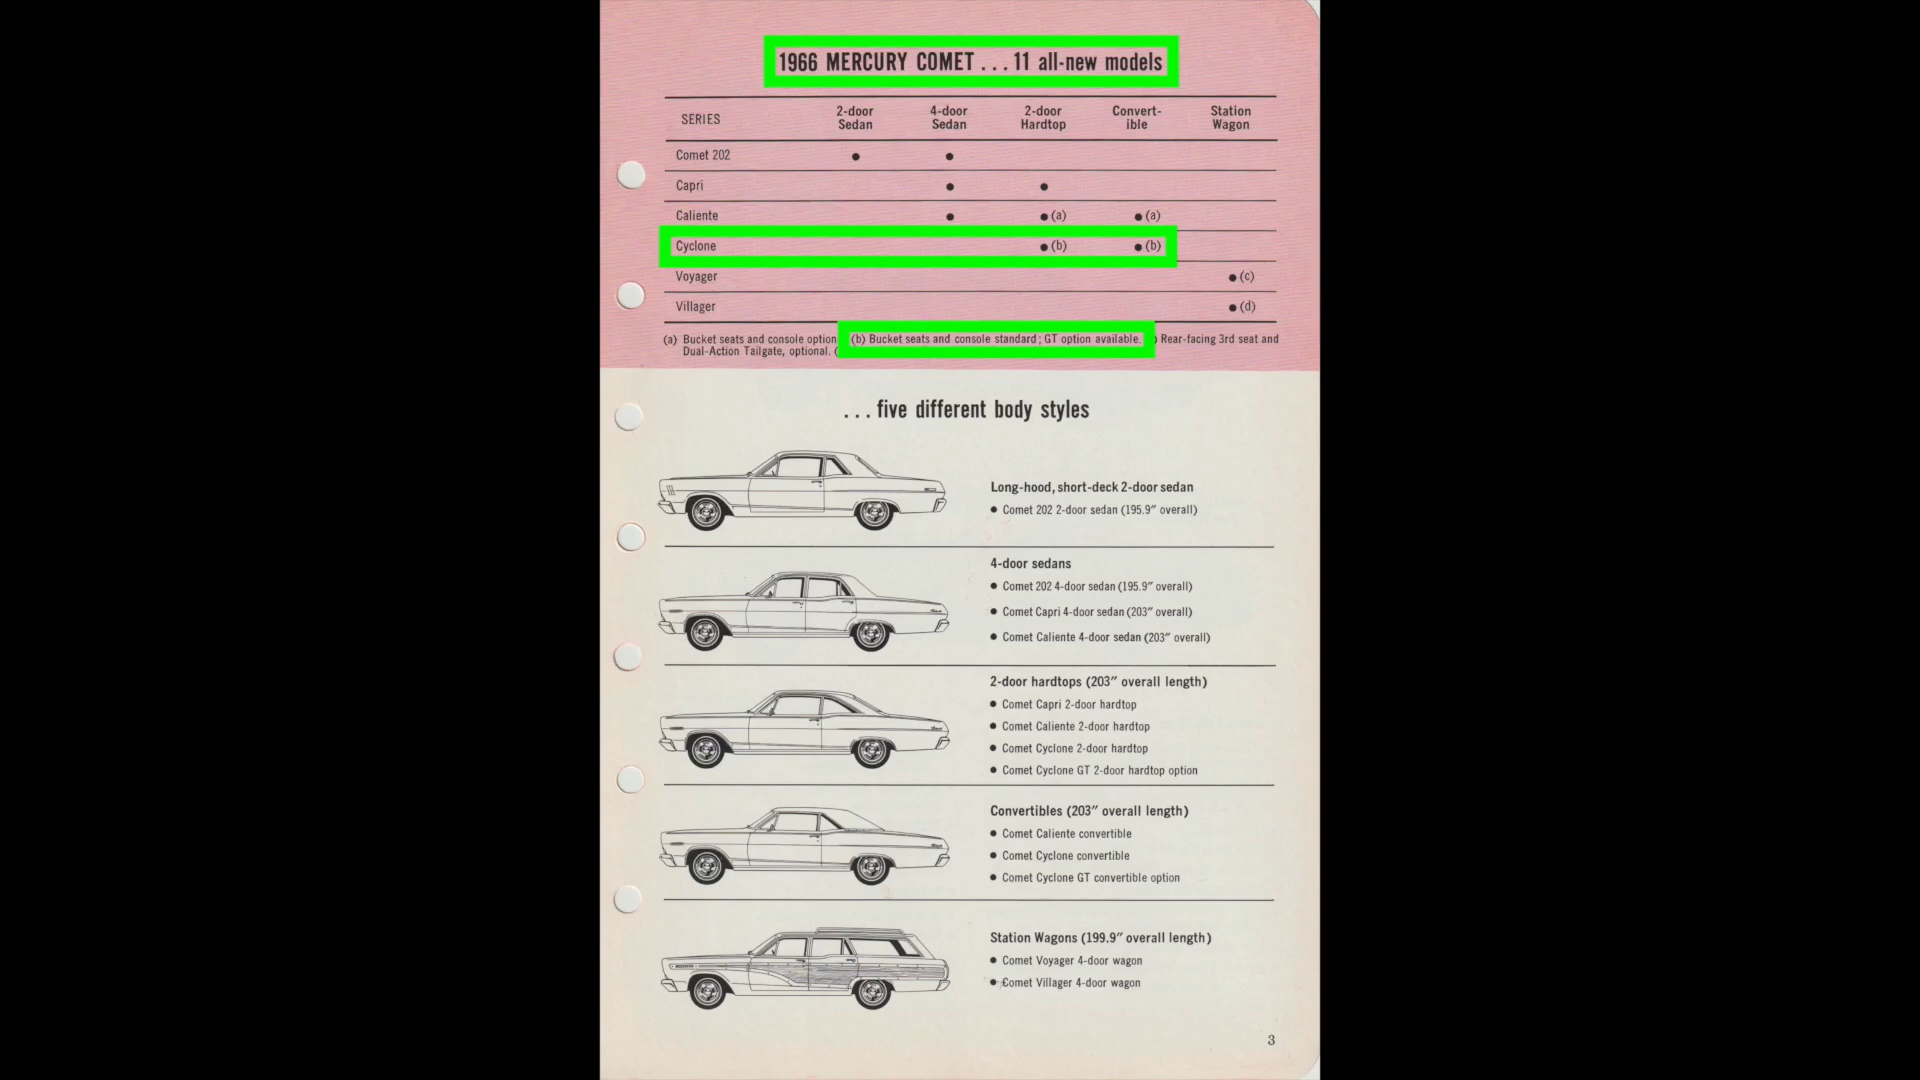 1966 MERCURY COMET . . . 11 all-new models
SERIES 2-door Sedan 4-door Sedan 2-door Hardtop Convert-ible Station Wagon
Comet 202 ● ●
Capri ● ●
Caliente ● ● (a) ● (a)
Cyclone ● (b) ● (b)
Voyager ● (c)
Villager ● (d)
(a) Bucket seats and console option (b) Bucket seats and console standard; GT option available. ) Rear-facing 3rd seat and
Dual-Action Tailgate, optional. (
. . . five different body styles
Long-hood, short-deck 2-door sedan
● Comet 202 2-door sedan (195.9″ overall)
4-door sedans
● Comet 202 4-door sedan (195.9″ overall)
● Comet Capri 4-door sedan (203″ overall)
● Comet Caliente 4-door sedan (203″ overall)
2-door hardtops (203″ overall length)
● Comet Capri 2-door hardtop
● Comet Caliente 2-door hardtop
● Comet Cyclone 2-door hardtop
● Comet Cyclone GT 2-door hardtop option
Convertibles (203″ overall length)
● Comet Caliente convertible
● Comet Cyclone convertible
● Comet Cyclone GT convertible option
Station Wagons (199.9″ overall length)
● Comet Voyager 4-door wagon
● Comet Villager 4-door wagon
3